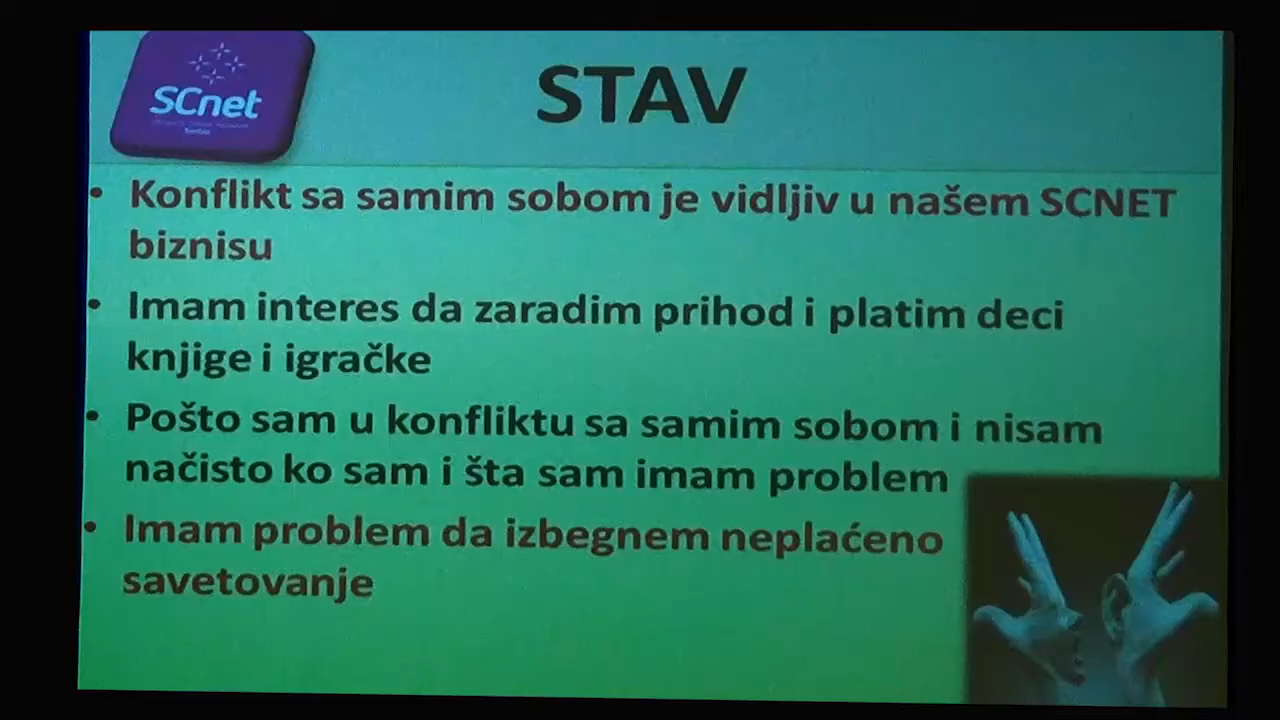 SCnet
STAV
• Konflikt sa samim sobom je vidljiv u našem SCNET
biznisu
• Imam interes da zaradim prihod i platim deci
knjige i igračke
• Pošto sam u konfliktu sa samim sobom i nisam
načisto ko sam i šta sam imam problem
• Imam problem da izbegnem neplaćeno
savetovanje